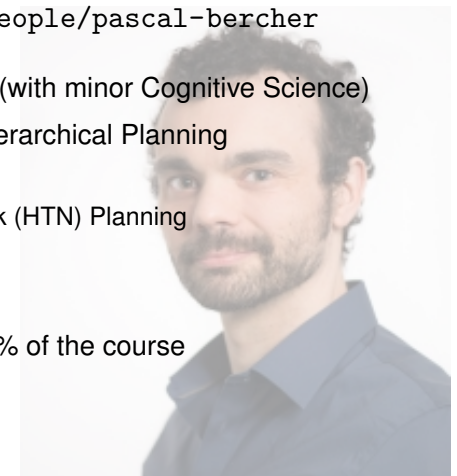 eople/pascal-bercher
(with minor Cognitive Science)
erarchical Planning
k (HTN) Planning
% of the course